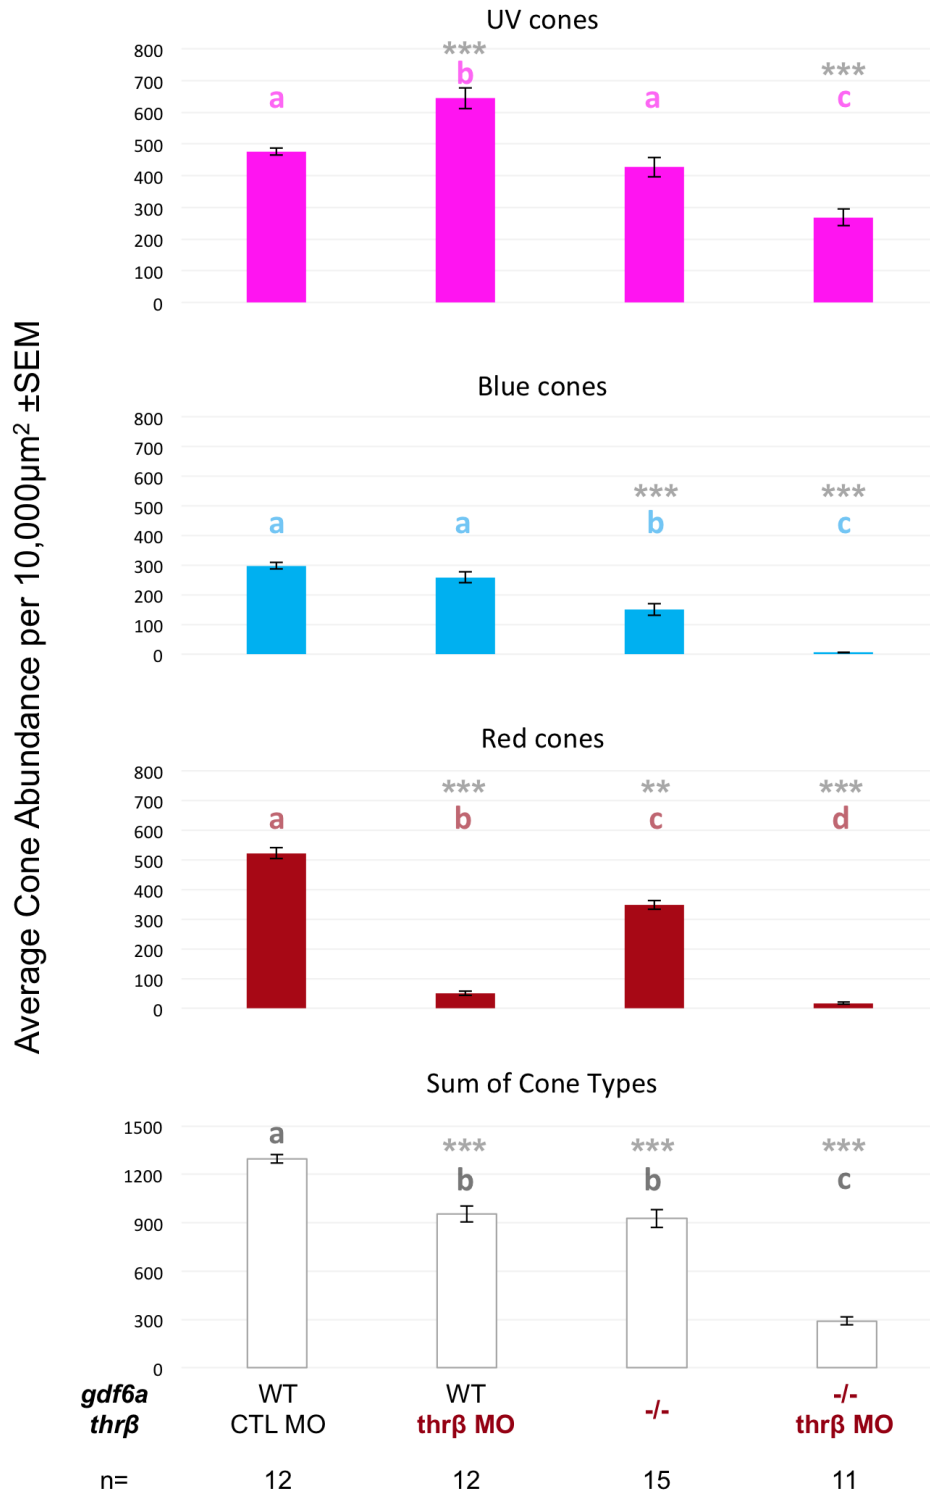 UV cones
800
700
600
500
400
300
200
100
0
***
b
a
a
***
c
Average Cone Abundance per 10,000µm² ±SEM
Blue cones
800
700
600
500
400
300
200
100
0
*** ***
a a b c
Red cones
800
700
600
500
400
300
200
100
0
*** ** ***
a b c d
Sum of Cone Types
1500
1200
900
600
300
0
a
*** *** ***
b b c
gdf6a WT WT -/- -/-
thrβ CTL MO thrβ MO thrβ MO
n= 12 12 15 11